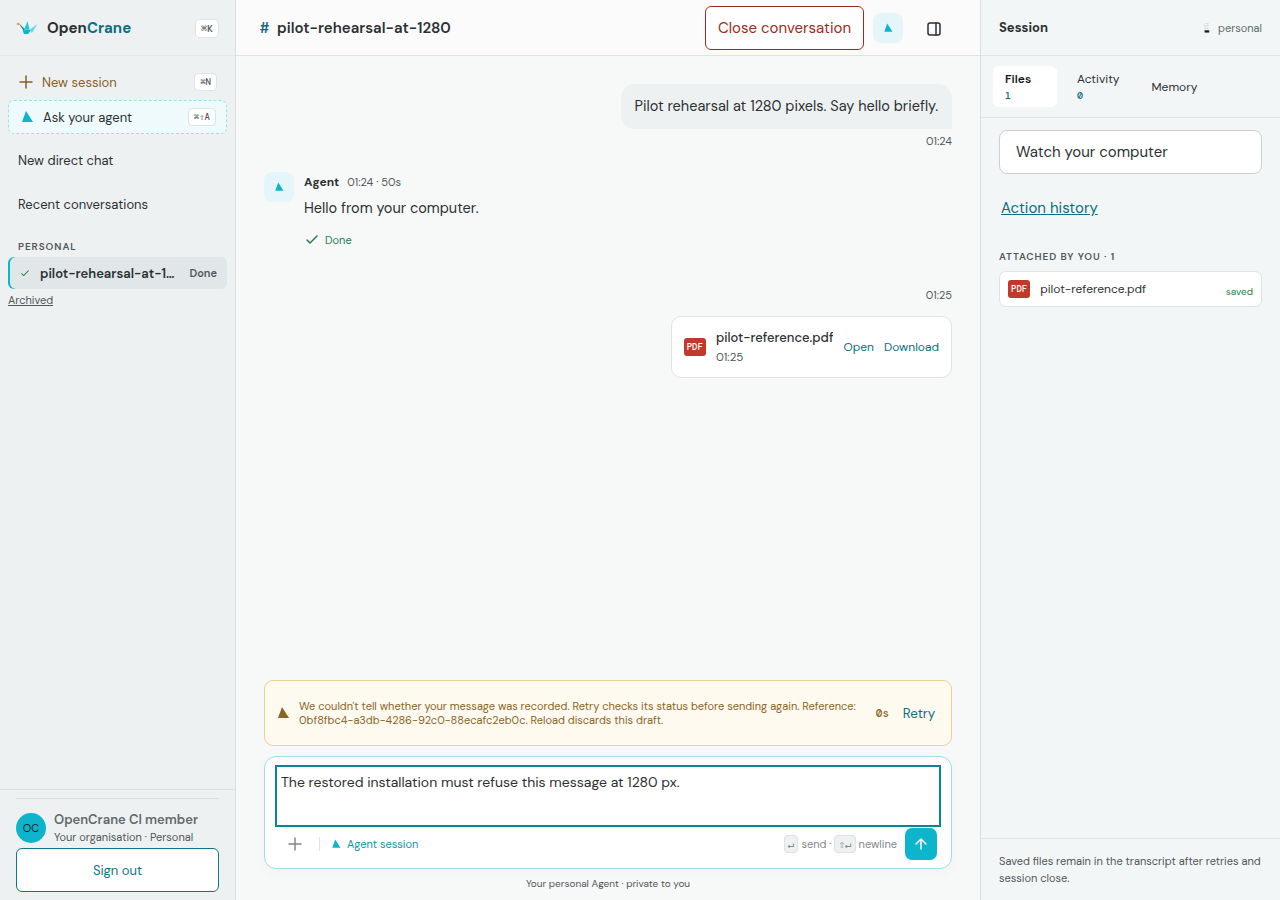 OpenCrane
⌘K
New session
⌘N
Ask your agent
⌘⇧A
New direct chat
Recent conversations
PERSONAL
pilot-rehearsal-at-1...
Done
Archived
OC
OpenCrane CI member
Your organisation · Personal
Sign out
# pilot-rehearsal-at-1280
Close conversation
Pilot rehearsal at 1280 pixels. Say hello briefly.
01:24
Agent 01:24 · 50s
Hello from your computer.
Done
01:25
PDF
pilot-reference.pdf
01:25
Open Download
We couldn't tell whether your message was recorded. Retry checks its status before sending again. Reference:
0bf8fbc4-a3db-4286-92c0-88ecafc2eb0c. Reload discards this draft.
0s
Retry
The restored installation must refuse this message at 1280 px.
Agent session
↵ send · ⇧↵ newline
Your personal Agent · private to you
Session
personal
Files
1
Activity
0
Memory
Watch your computer
Action history
ATTACHED BY YOU · 1
PDF
pilot-reference.pdf
saved
Saved files remain in the transcript after retries and
session close.